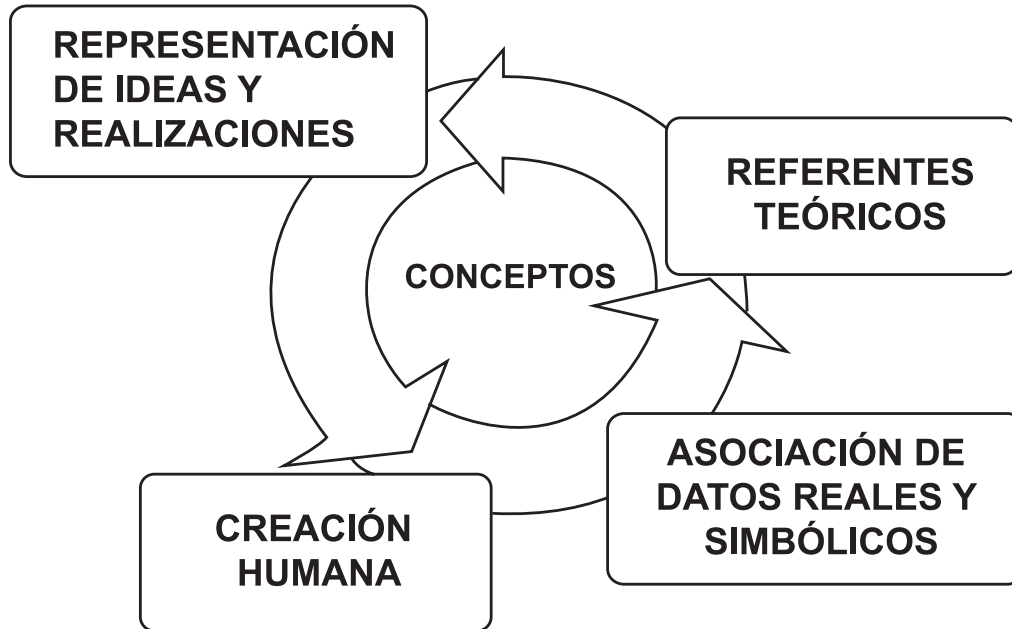 REPRESENTACIÓN
DE IDEAS Y
REALIZACIONES
REFERENTES
TEÓRICOS
CONCEPTOS
ASOCIACIÓN DE
DATOS REALES Y
SIMBÓLICOS
CREACIÓN
HUMANA